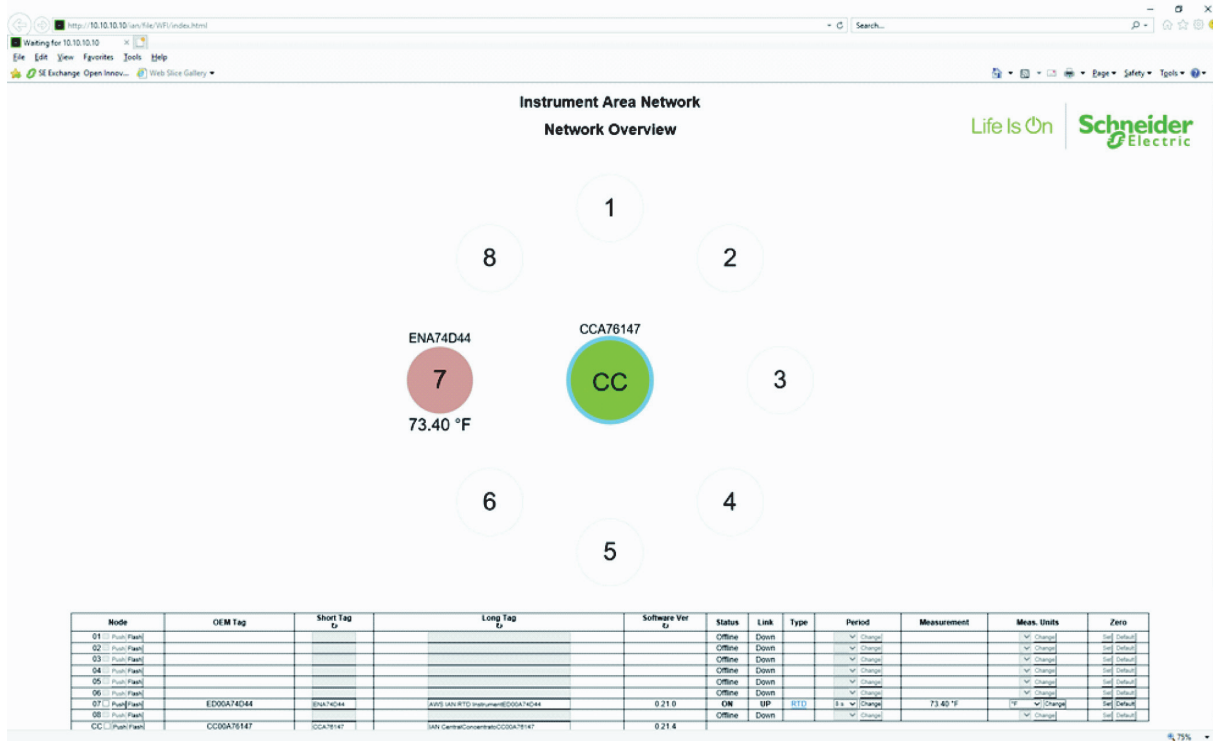 http://10.10.10.10/ian/file/WFI/index.html
Search...
Waiting for 10.10.10.10
File Edit View Favorites Tools Help
SE Exchange Open Innov... Web Slice Gallery
Page Safety Tools
Instrument Area Network
Network Overview
Life Is On Schneider Electric
1
8 2
ENA74D44 CCA76147
7 CC 3
73.40 °F
6 4
5
Node OEM Tag Short Tag Long Tag Software Ver Status Link Type Period Measurement Meas. Units Zero
01 Push Flash Offline Down Change Change Set Default
02 Push Flash Offline Down Change Change Set Default
03 Push Flash Offline Down Change Change Set Default
04 Push Flash Offline Down Change Change Set Default
05 Push Flash Offline Down Change Change Set Default
06 Push Flash Offline Down Change Change Set Default
07 Push Flash ED00A74D44 ENA74D44 AWS IAN RTD InstrumentED00A74D44 0.21.0 ON UP RTD Change 73.40 °F °F Change Set Default
08 Push Flash Offline Down Change Change Set Default
CC Push Flash CC00A76147 CCA76147 IAN CentralConcentratoCC00A76147 0.21.4
75%